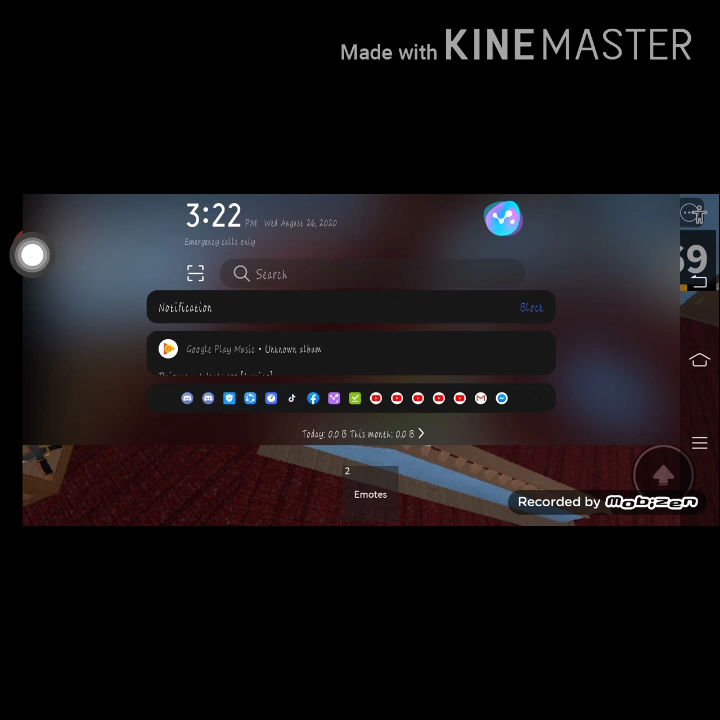 Made with KINEMASTER
3:22 PM Wed August 26, 2020
Emergency calls only
Search
Notification Block
69
Google Play Music • Unknown album
Today: 0.0 B This month: 0.0 B
2
Emotes
Recorded by mobizen